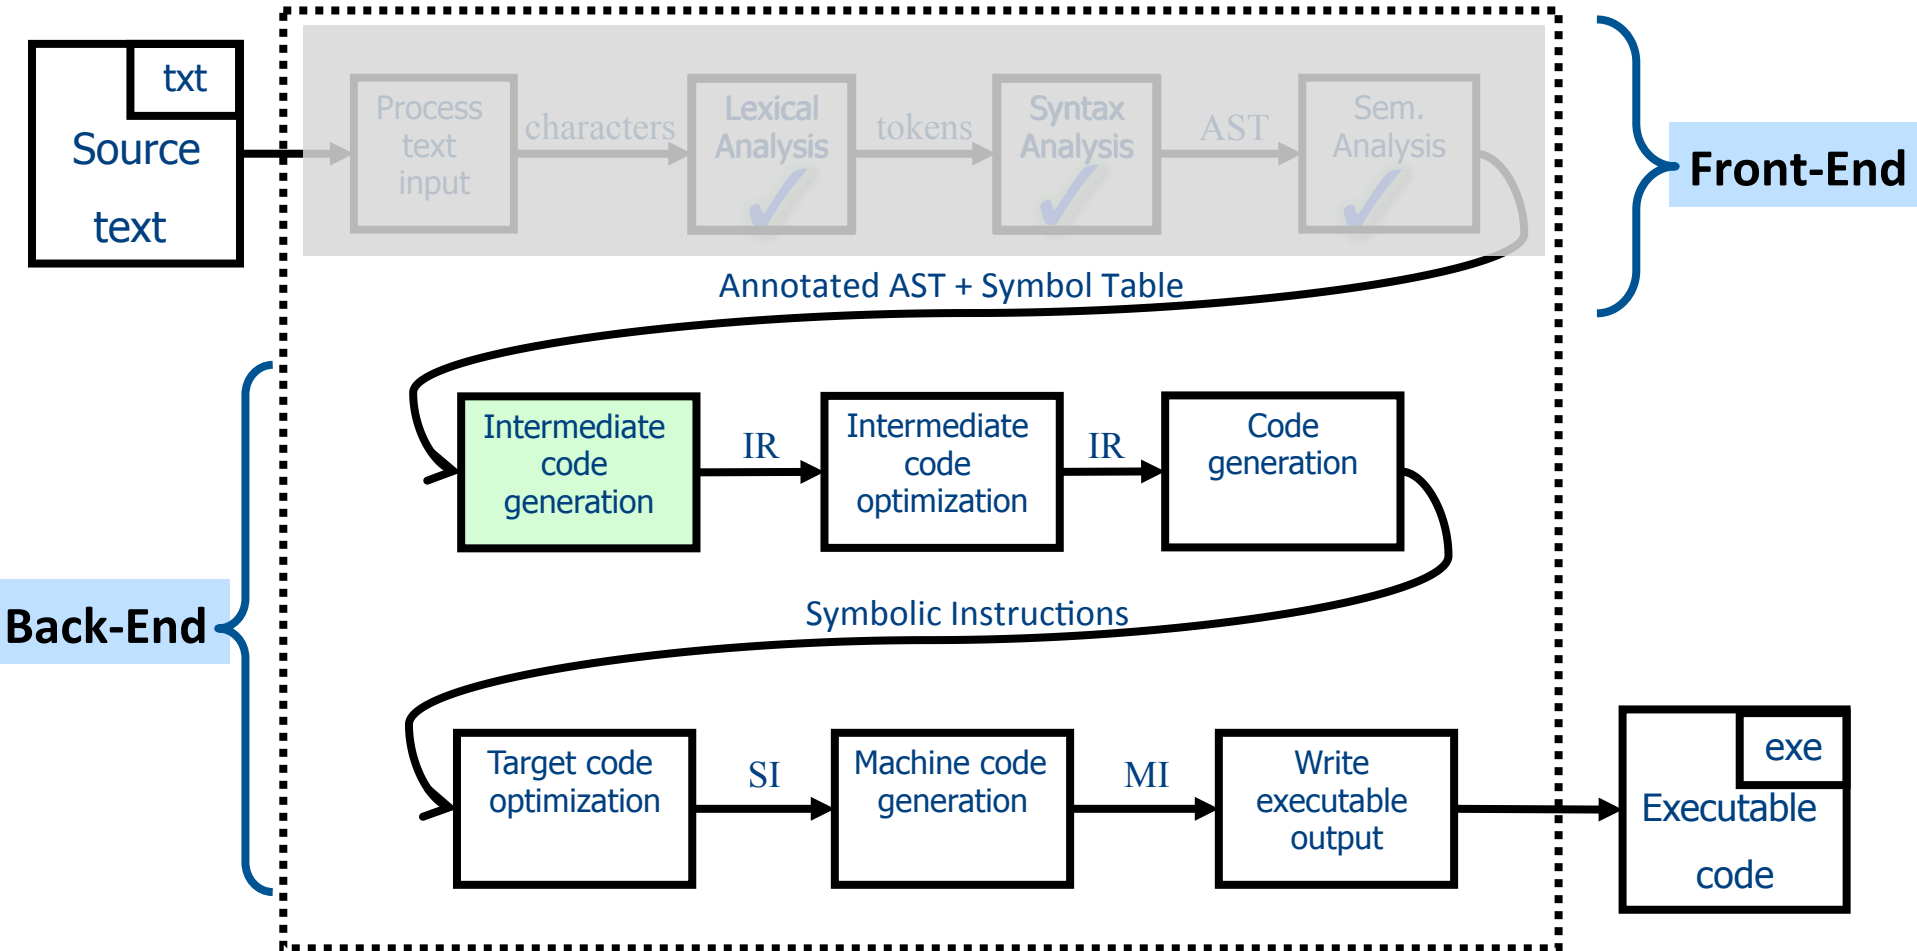 txt
Source
text
Process
text
input
characters
Lexical
Analysis
tokens
Syntax
Analysis
AST
Sem.
Analysis
Front-End
Annotated AST + Symbol Table
Intermediate
code
generation
IR
Intermediate
code
optimization
IR
Code
generation
Back-End
Symbolic Instructions
Target code
optimization
SI
Machine code
generation
MI
Write
executable
output
exe
Executable
code